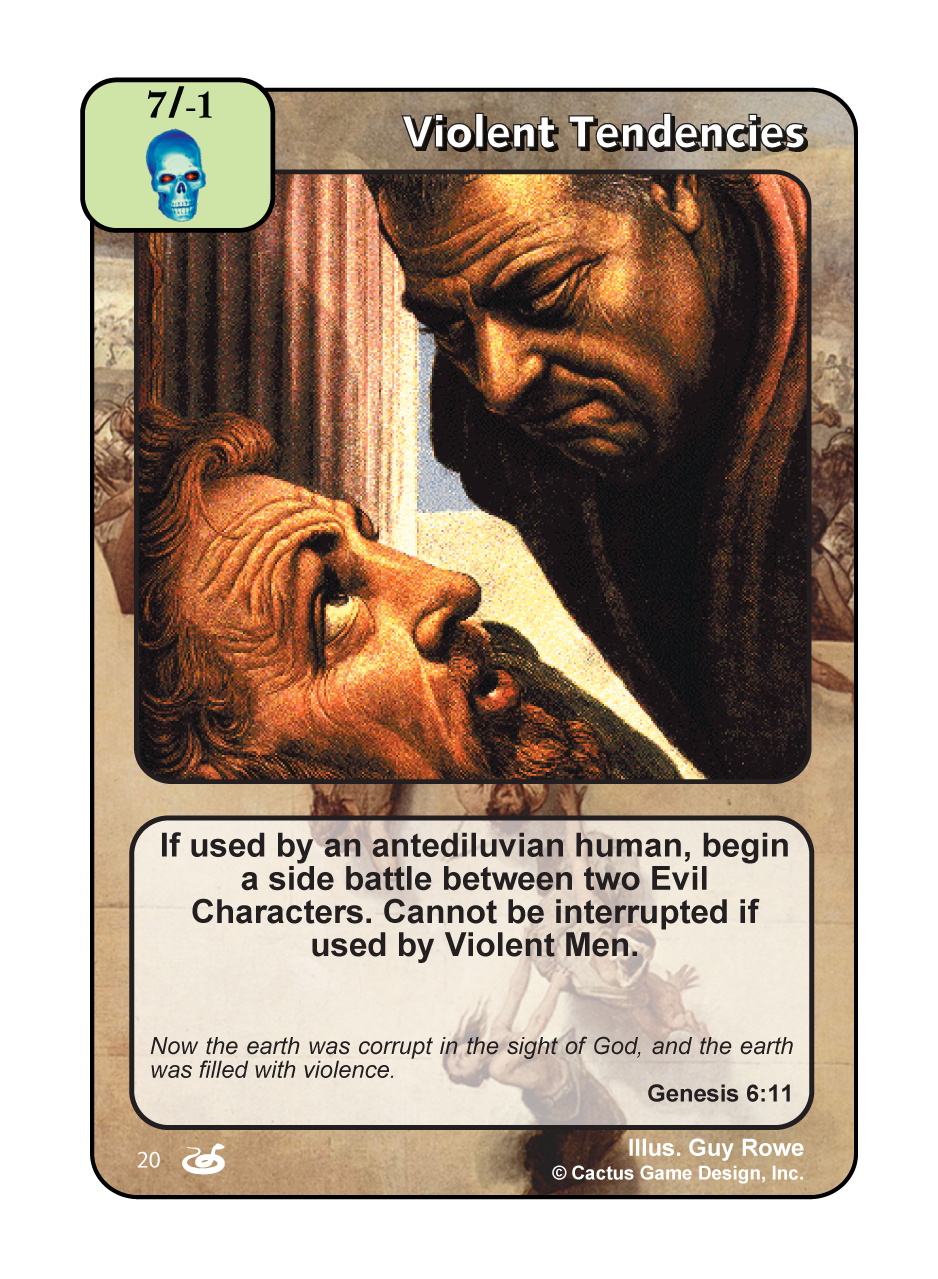 7/-1
Violent Tendencies
If used by an antediluvian human, begin
a side battle between two Evil
Characters. Cannot be interrupted if
used by Violent Men.
Now the earth was corrupt in the sight of God, and the earth
was filled with violence.
Genesis 6:11
20
Illus. Guy Rowe
© Cactus Game Design, Inc.